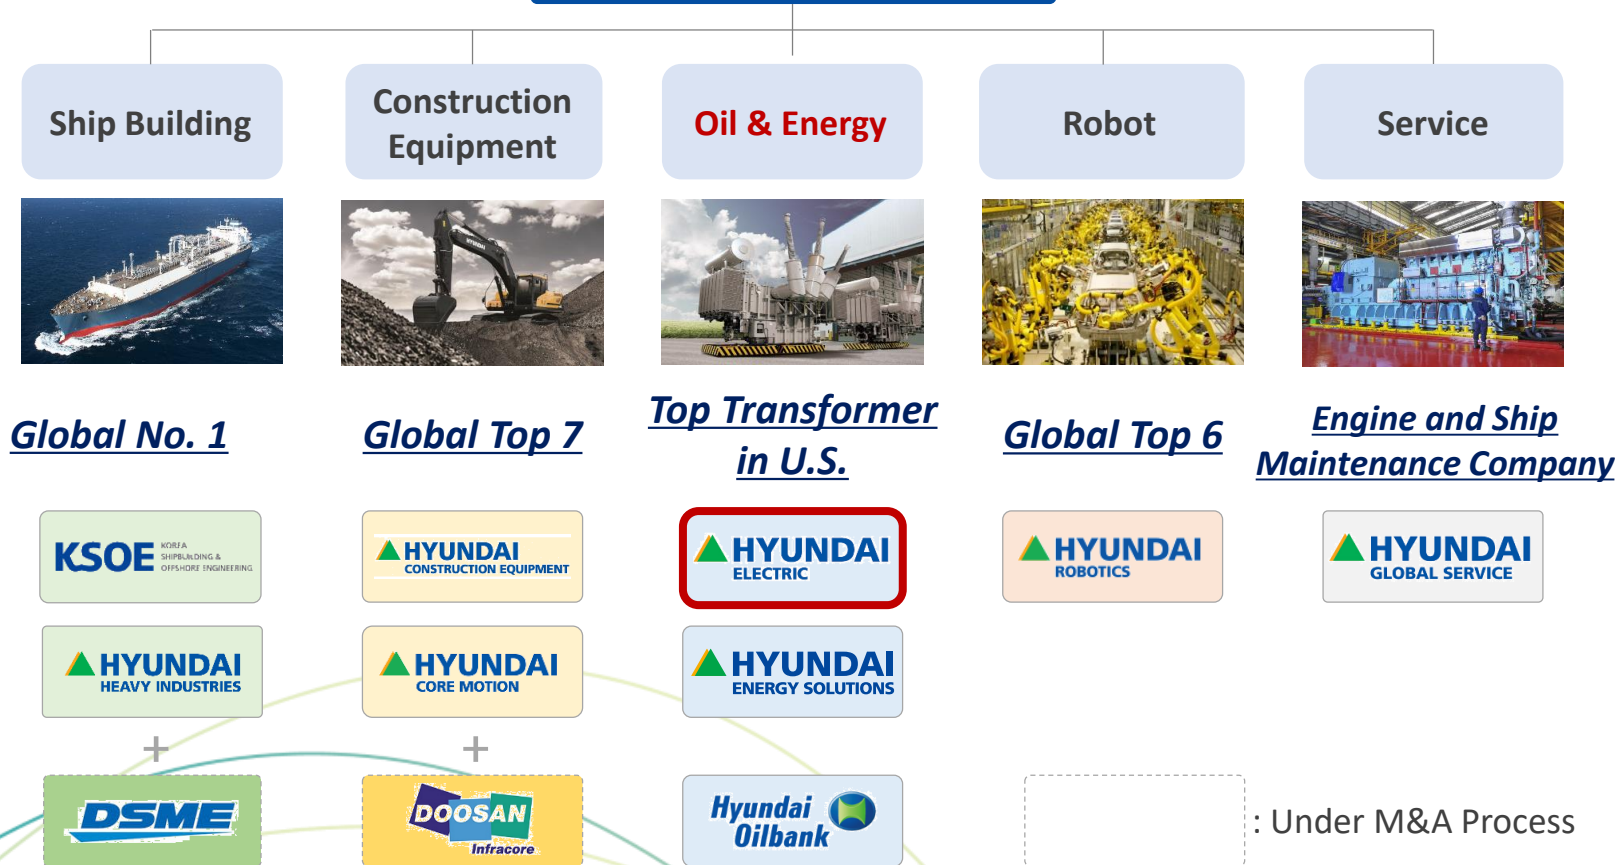 Ship Building
Construction
Equipment
Oil & Energy
Robot
Service
HYUNDAI
Global No. 1
Global Top 7
Top Transformer
in U.S.
Global Top 6
Engine and Ship
Maintenance Company
KSOE
KOREA
SHIPBUILDING &
OFFSHORE ENGINEERING
HYUNDAI
CONSTRUCTION EQUIPMENT
HYUNDAI
ELECTRIC
HYUNDAI
ROBOTICS
HYUNDAI
GLOBAL SERVICE
HYUNDAI
HEAVY INDUSTRIES
HYUNDAI
CORE MOTION
HYUNDAI
ENERGY SOLUTIONS
+
+
DSME
DOOSAN
Infracore
Hyundai
Oilbank
: Under M&A Process